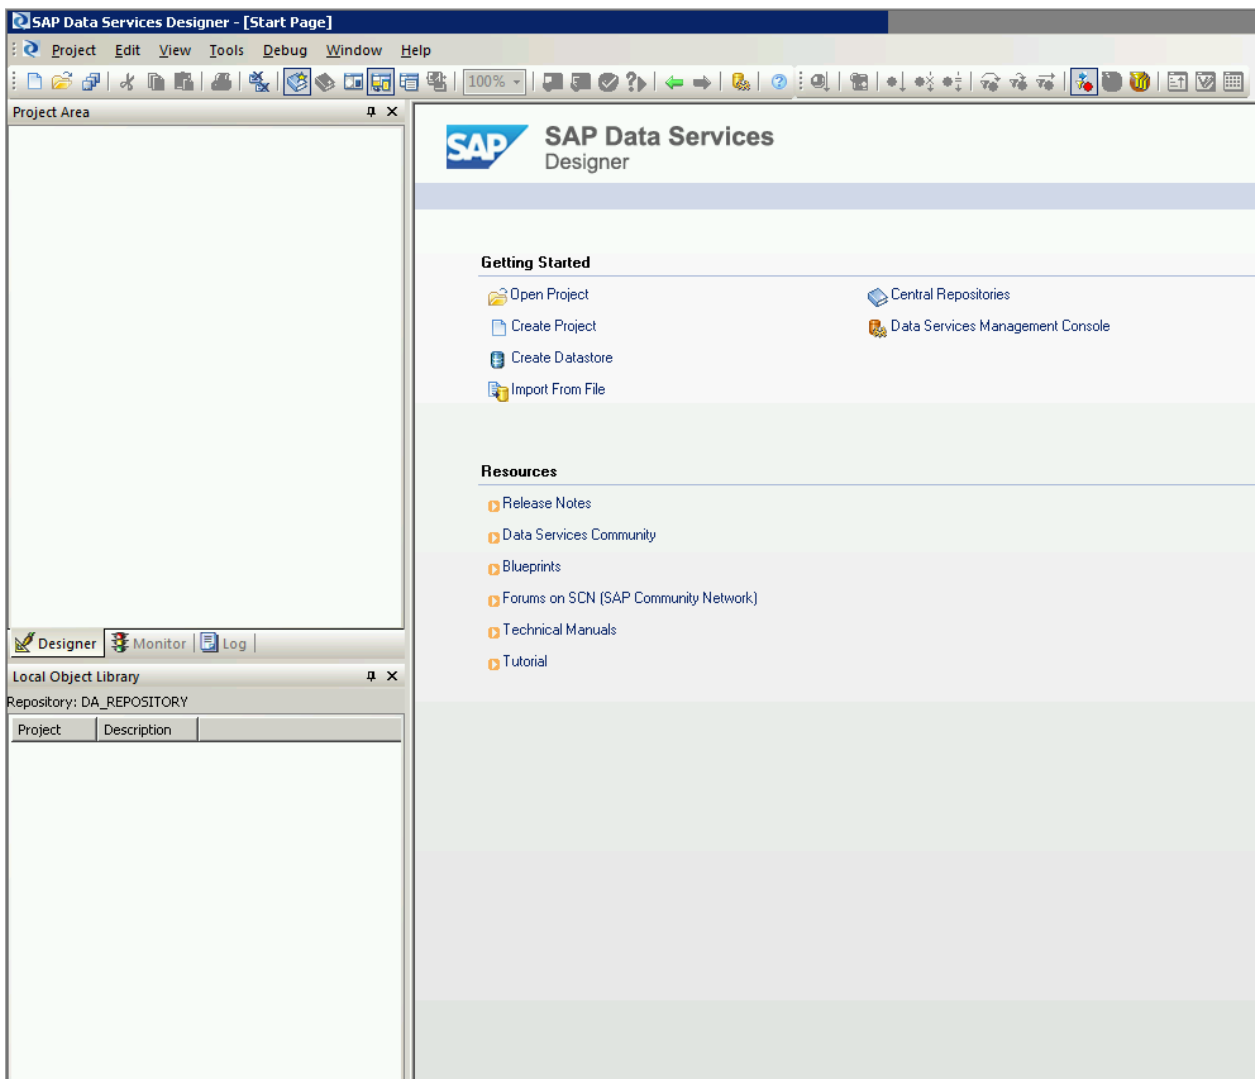 SAP Data Services Designer - [Start Page]
Project Edit View Tools Debug Window Help
100%
Project Area
SAP SAP Data Services
Designer
Getting Started
Open Project
Central Repositories
Create Project
Data Services Management Console
Create Datastore
Import From File
Resources
Release Notes
Data Services Community
Blueprints
Forums on SCN (SAP Community Network)
Technical Manuals
Tutorial
Designer Monitor Log
Local Object Library
Repository: DA_REPOSITORY
Project Description